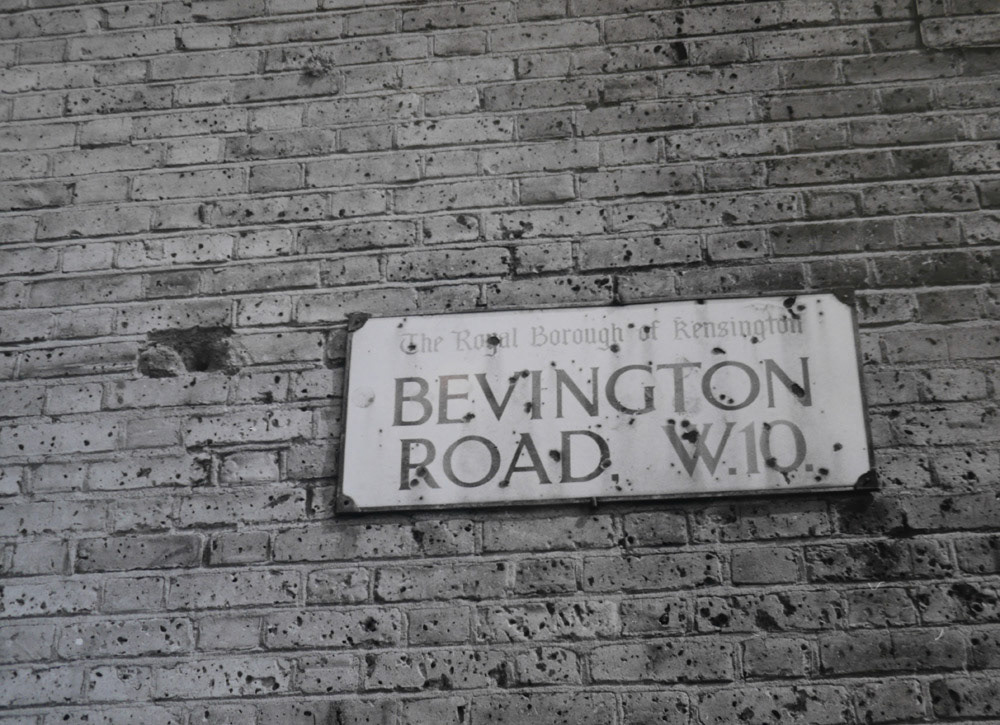 The Royal Borough of Kensington
BEVINGTON
ROAD. W.10.